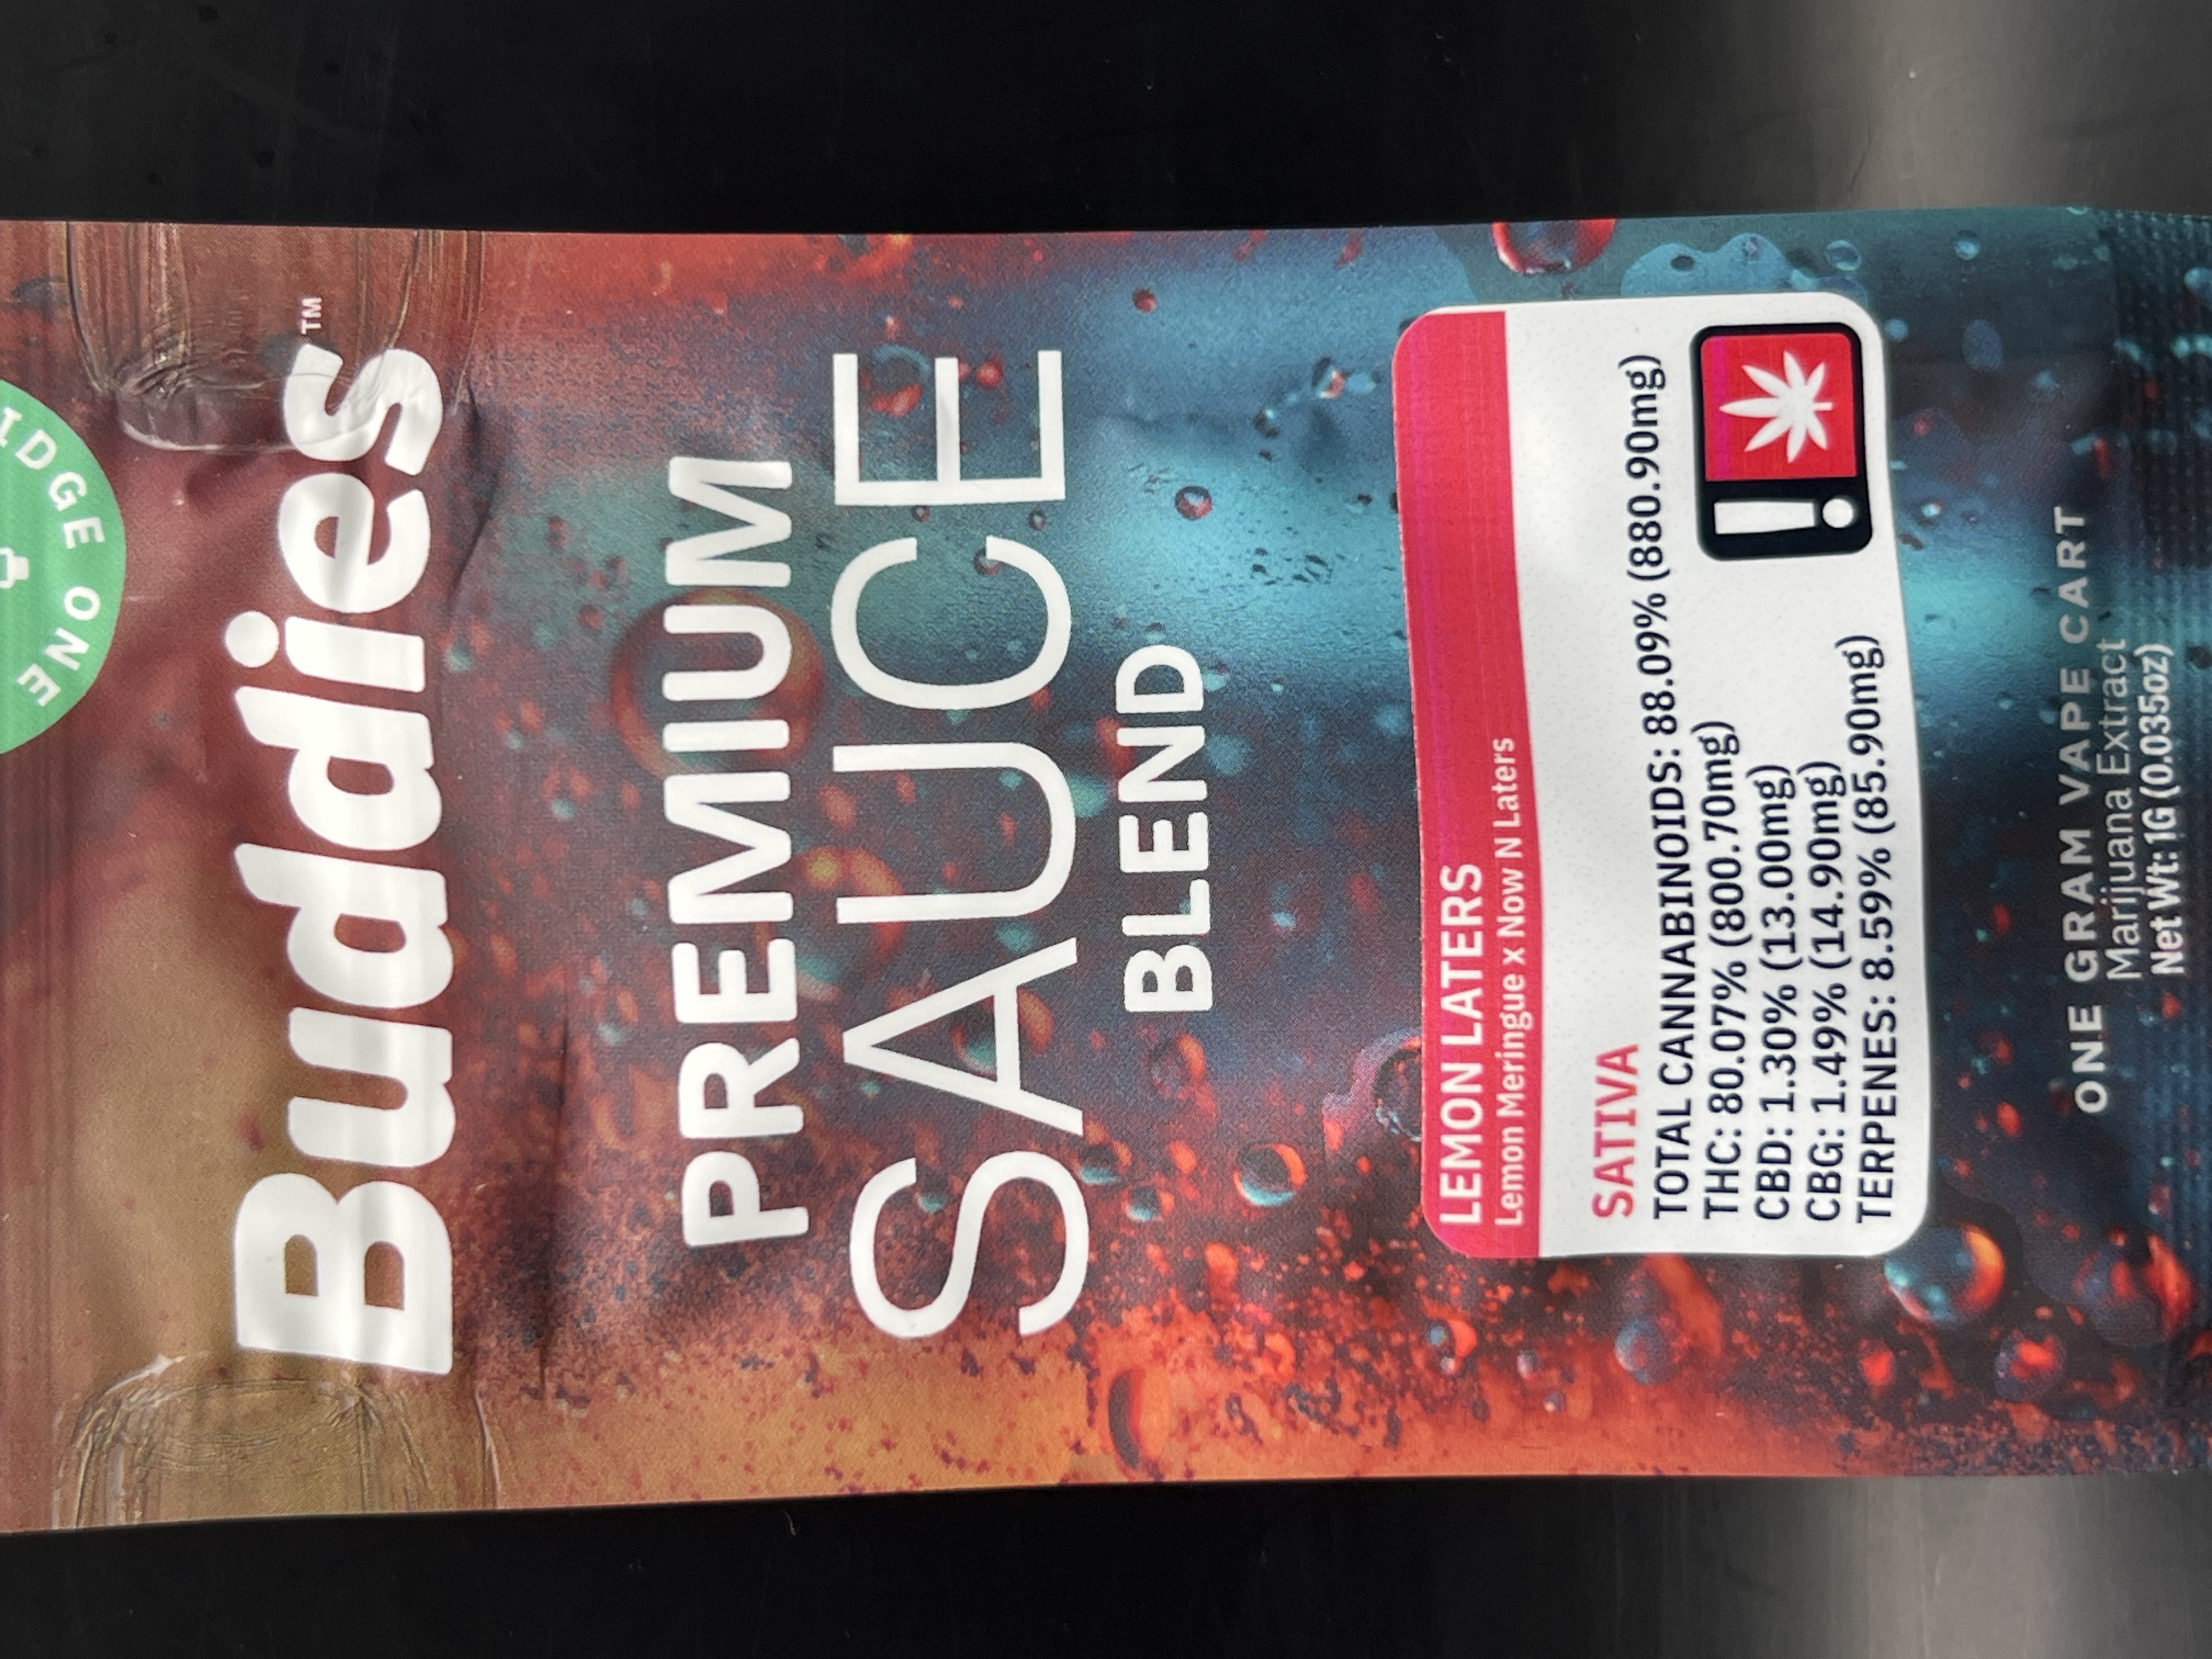 IDGE ONE
Buddies™
PREMIUM
SAUCE
BLEND
LEMON LATERS
Lemon Meringue x Now N Laters
SATIVA
TOTAL CANNABINOIDS: 88.09% (880.90mg)
THC: 80.07% (800.70mg)
CBD: 1.30% (13.00mg)
CBG: 1.49% (14.90mg)
TERPENES: 8.59% (85.90mg)
ONE GRAM VAPE CART
Marijuana Extract
Net Wt: 1G (0.035oz)